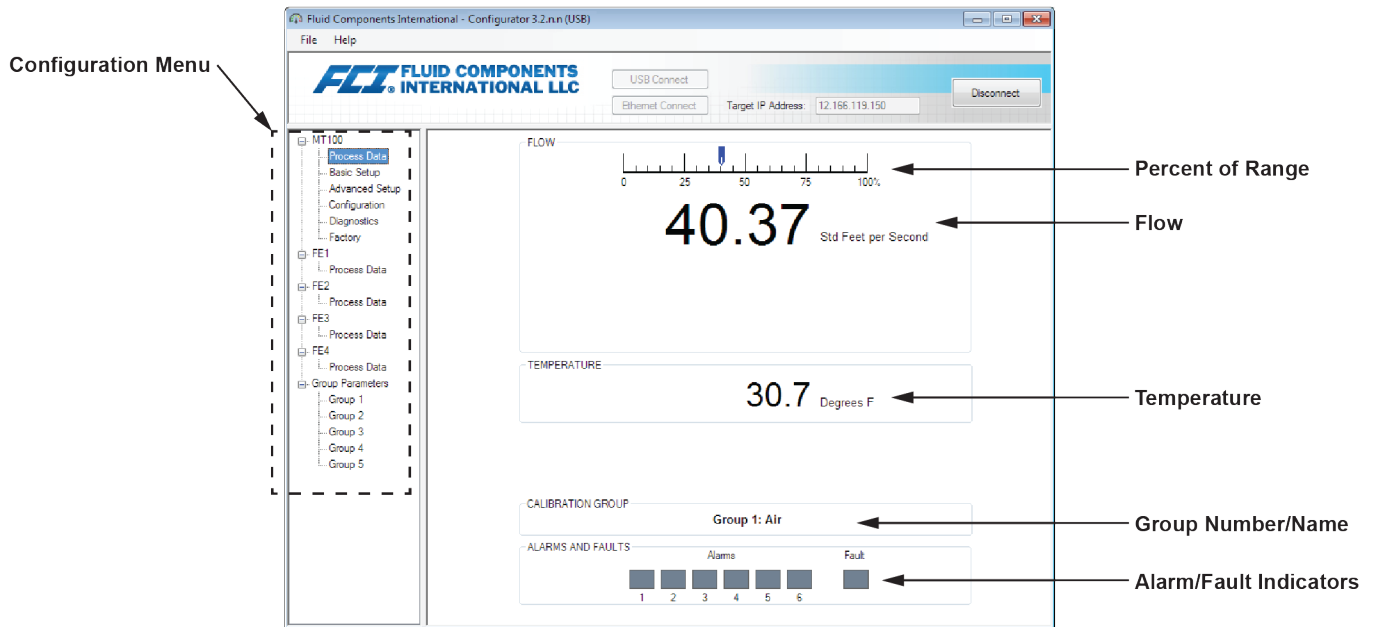 Fluid Components International - Configurator 3.2.n.n (USB)
File Help
Configuration Menu
FCI® FLUID COMPONENTS
INTERNATIONAL LLC
USB Connect
Ethernet Connect Target IP Address: 12.166.119.150
Disconnect
MT100
Process Data
Basic Setup
Advanced Setup
Configuration
Diagnostics
Factory
FE1
Process Data
FE2
Process Data
FE3
Process Data
FE4
Process Data
Group Parameters
Group 1
Group 2
Group 3
Group 4
Group 5
FLOW
0 25 50 75 100%
Percent of Range
40.37 Std Feet per Second
Flow
TEMPERATURE
30.7 Degrees F
Temperature
CALIBRATION GROUP
Group 1: Air
Group Number/Name
ALARMS AND FAULTS
Alarms Fault
1 2 3 4 5 6
Alarm/Fault Indicators